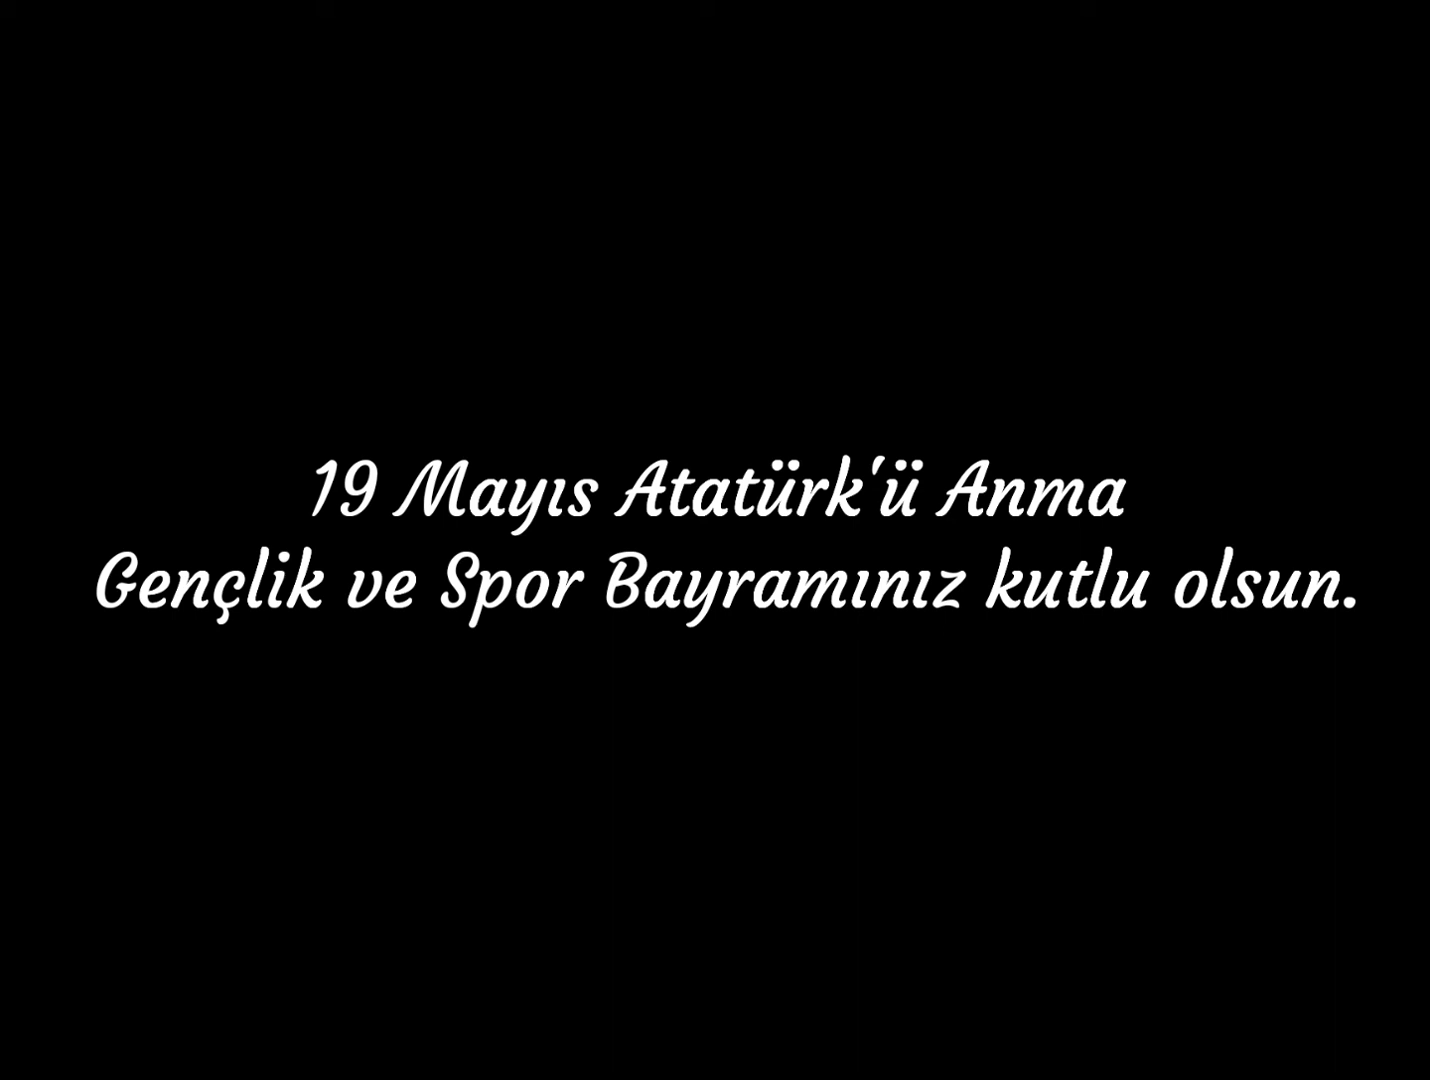 19 Mayıs Atatürk'ü Anma
Gençlik ve Spor Bayramınız kutlu olsun.